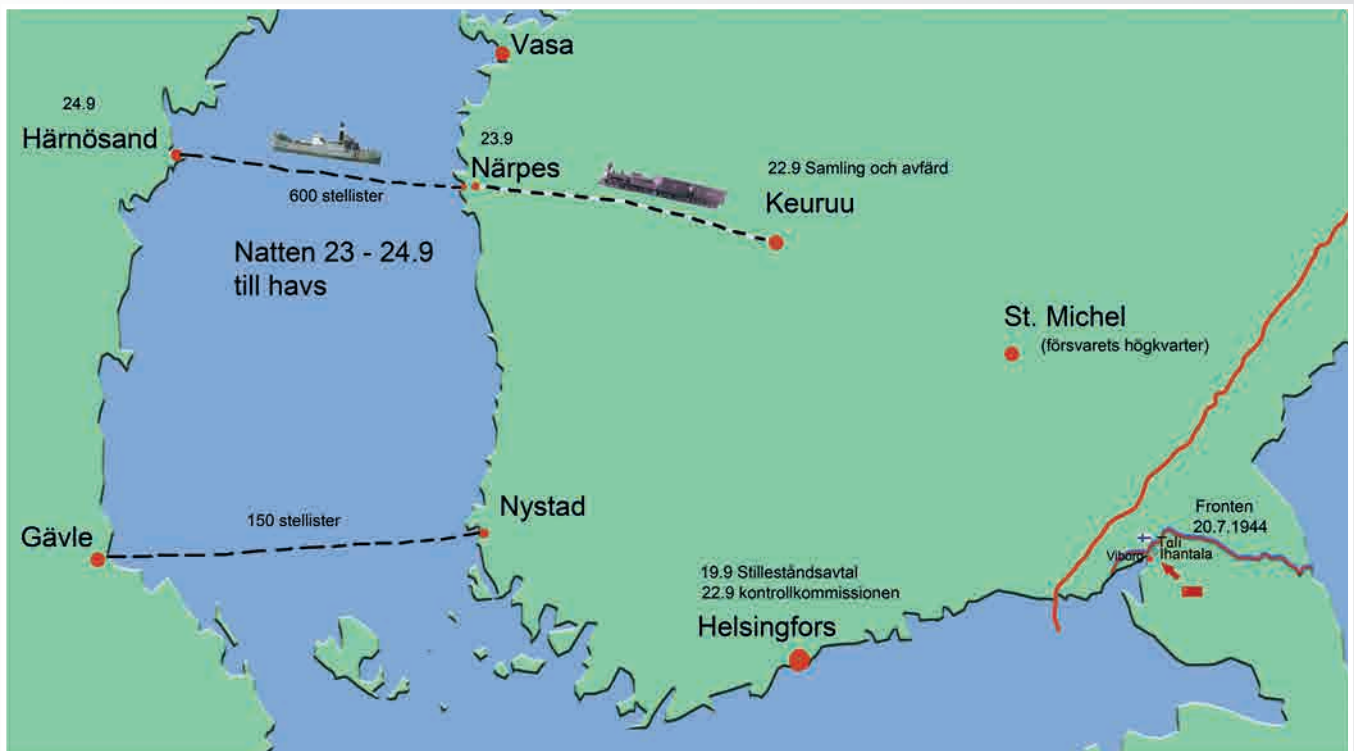 Vasa
24.9
Härnösand
23.9
Närpes
600 stellister
22.9 Samling och avfärd
Keuruu
Natten 23 - 24.9
till havs
St. Michel
(försvarets högkvarter)
Fronten
20.7.1944
Tali
Ihantala
Viborg
Nystad
150 stellister
Gävle
19.9 Stilleståndsavtal
22.9 kontrollkommissionen
Helsingfors